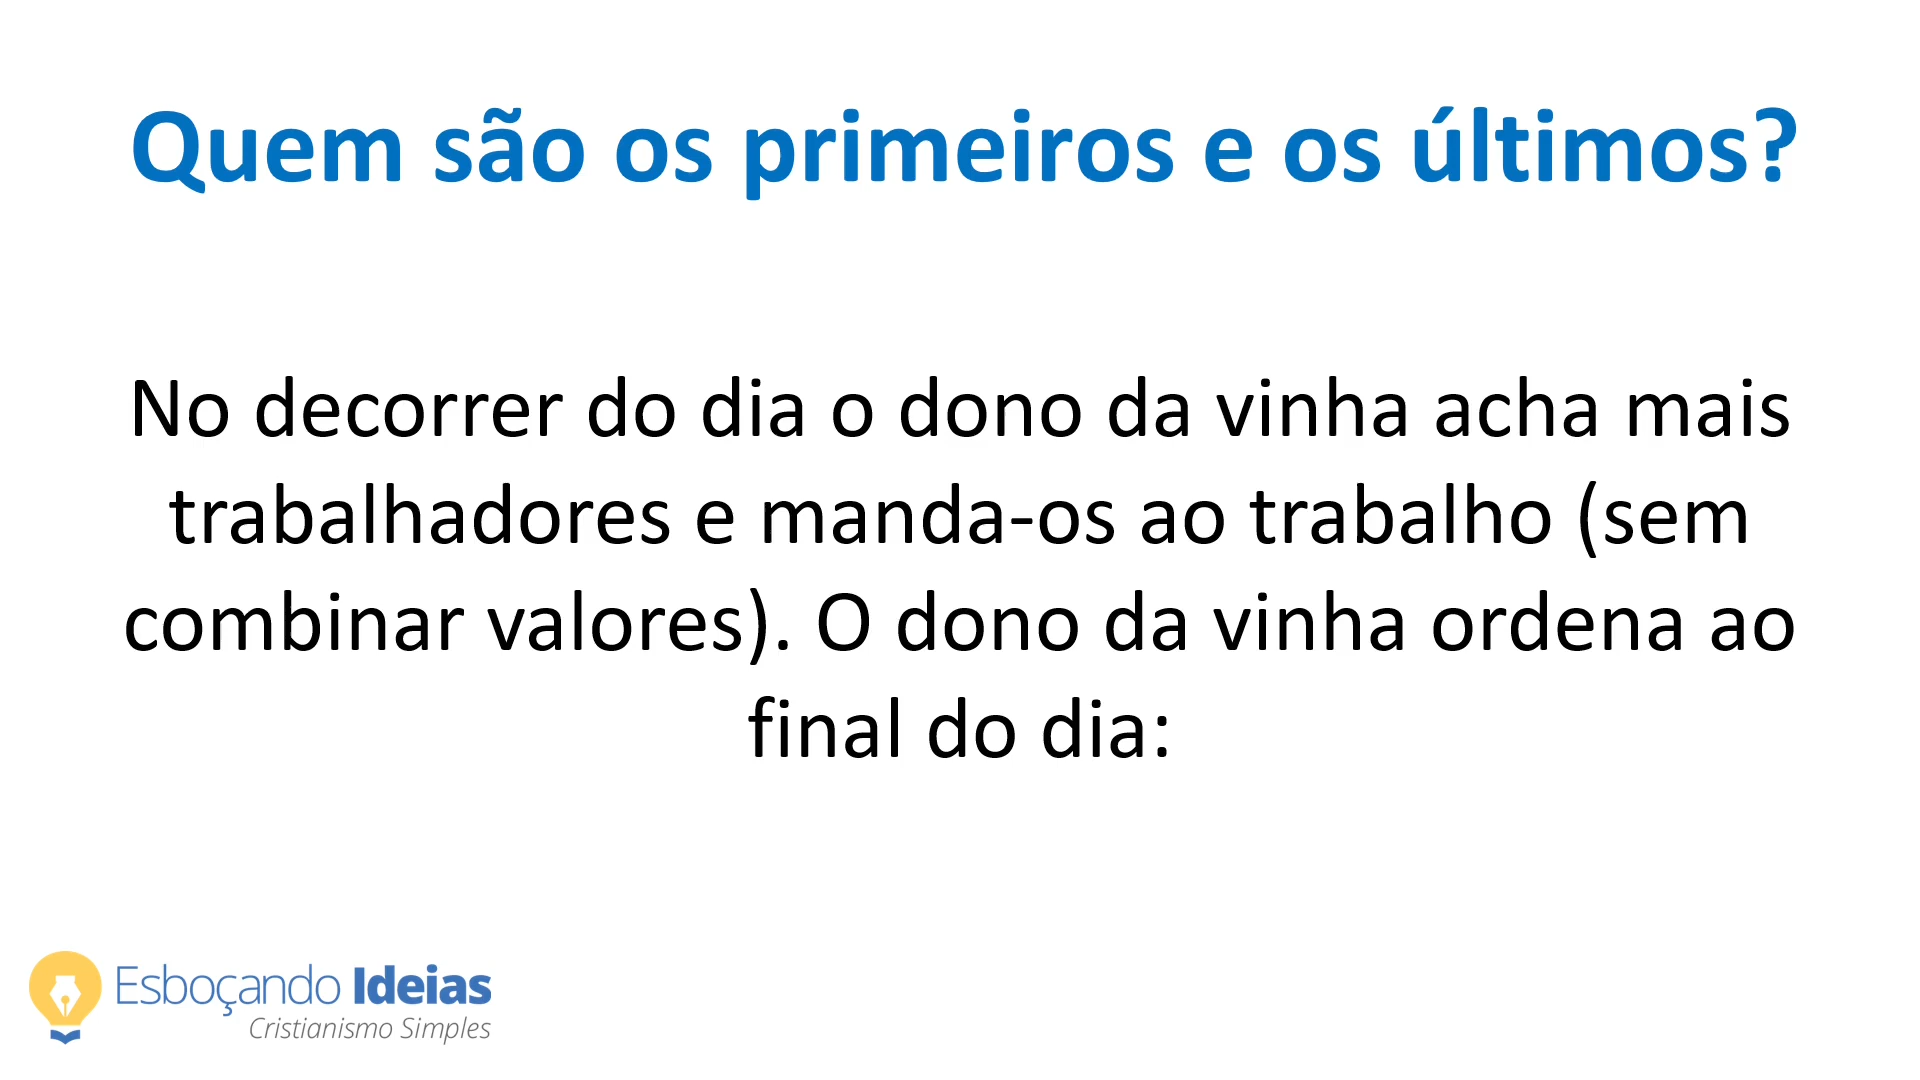 Quem são os primeiros e os últimos?
No decorrer do dia o dono da vinha acha mais
trabalhadores e manda-os ao trabalho (sem
combinar valores). O dono da vinha ordena ao
final do dia:
Esboçando Ideias
Cristianismo Simples